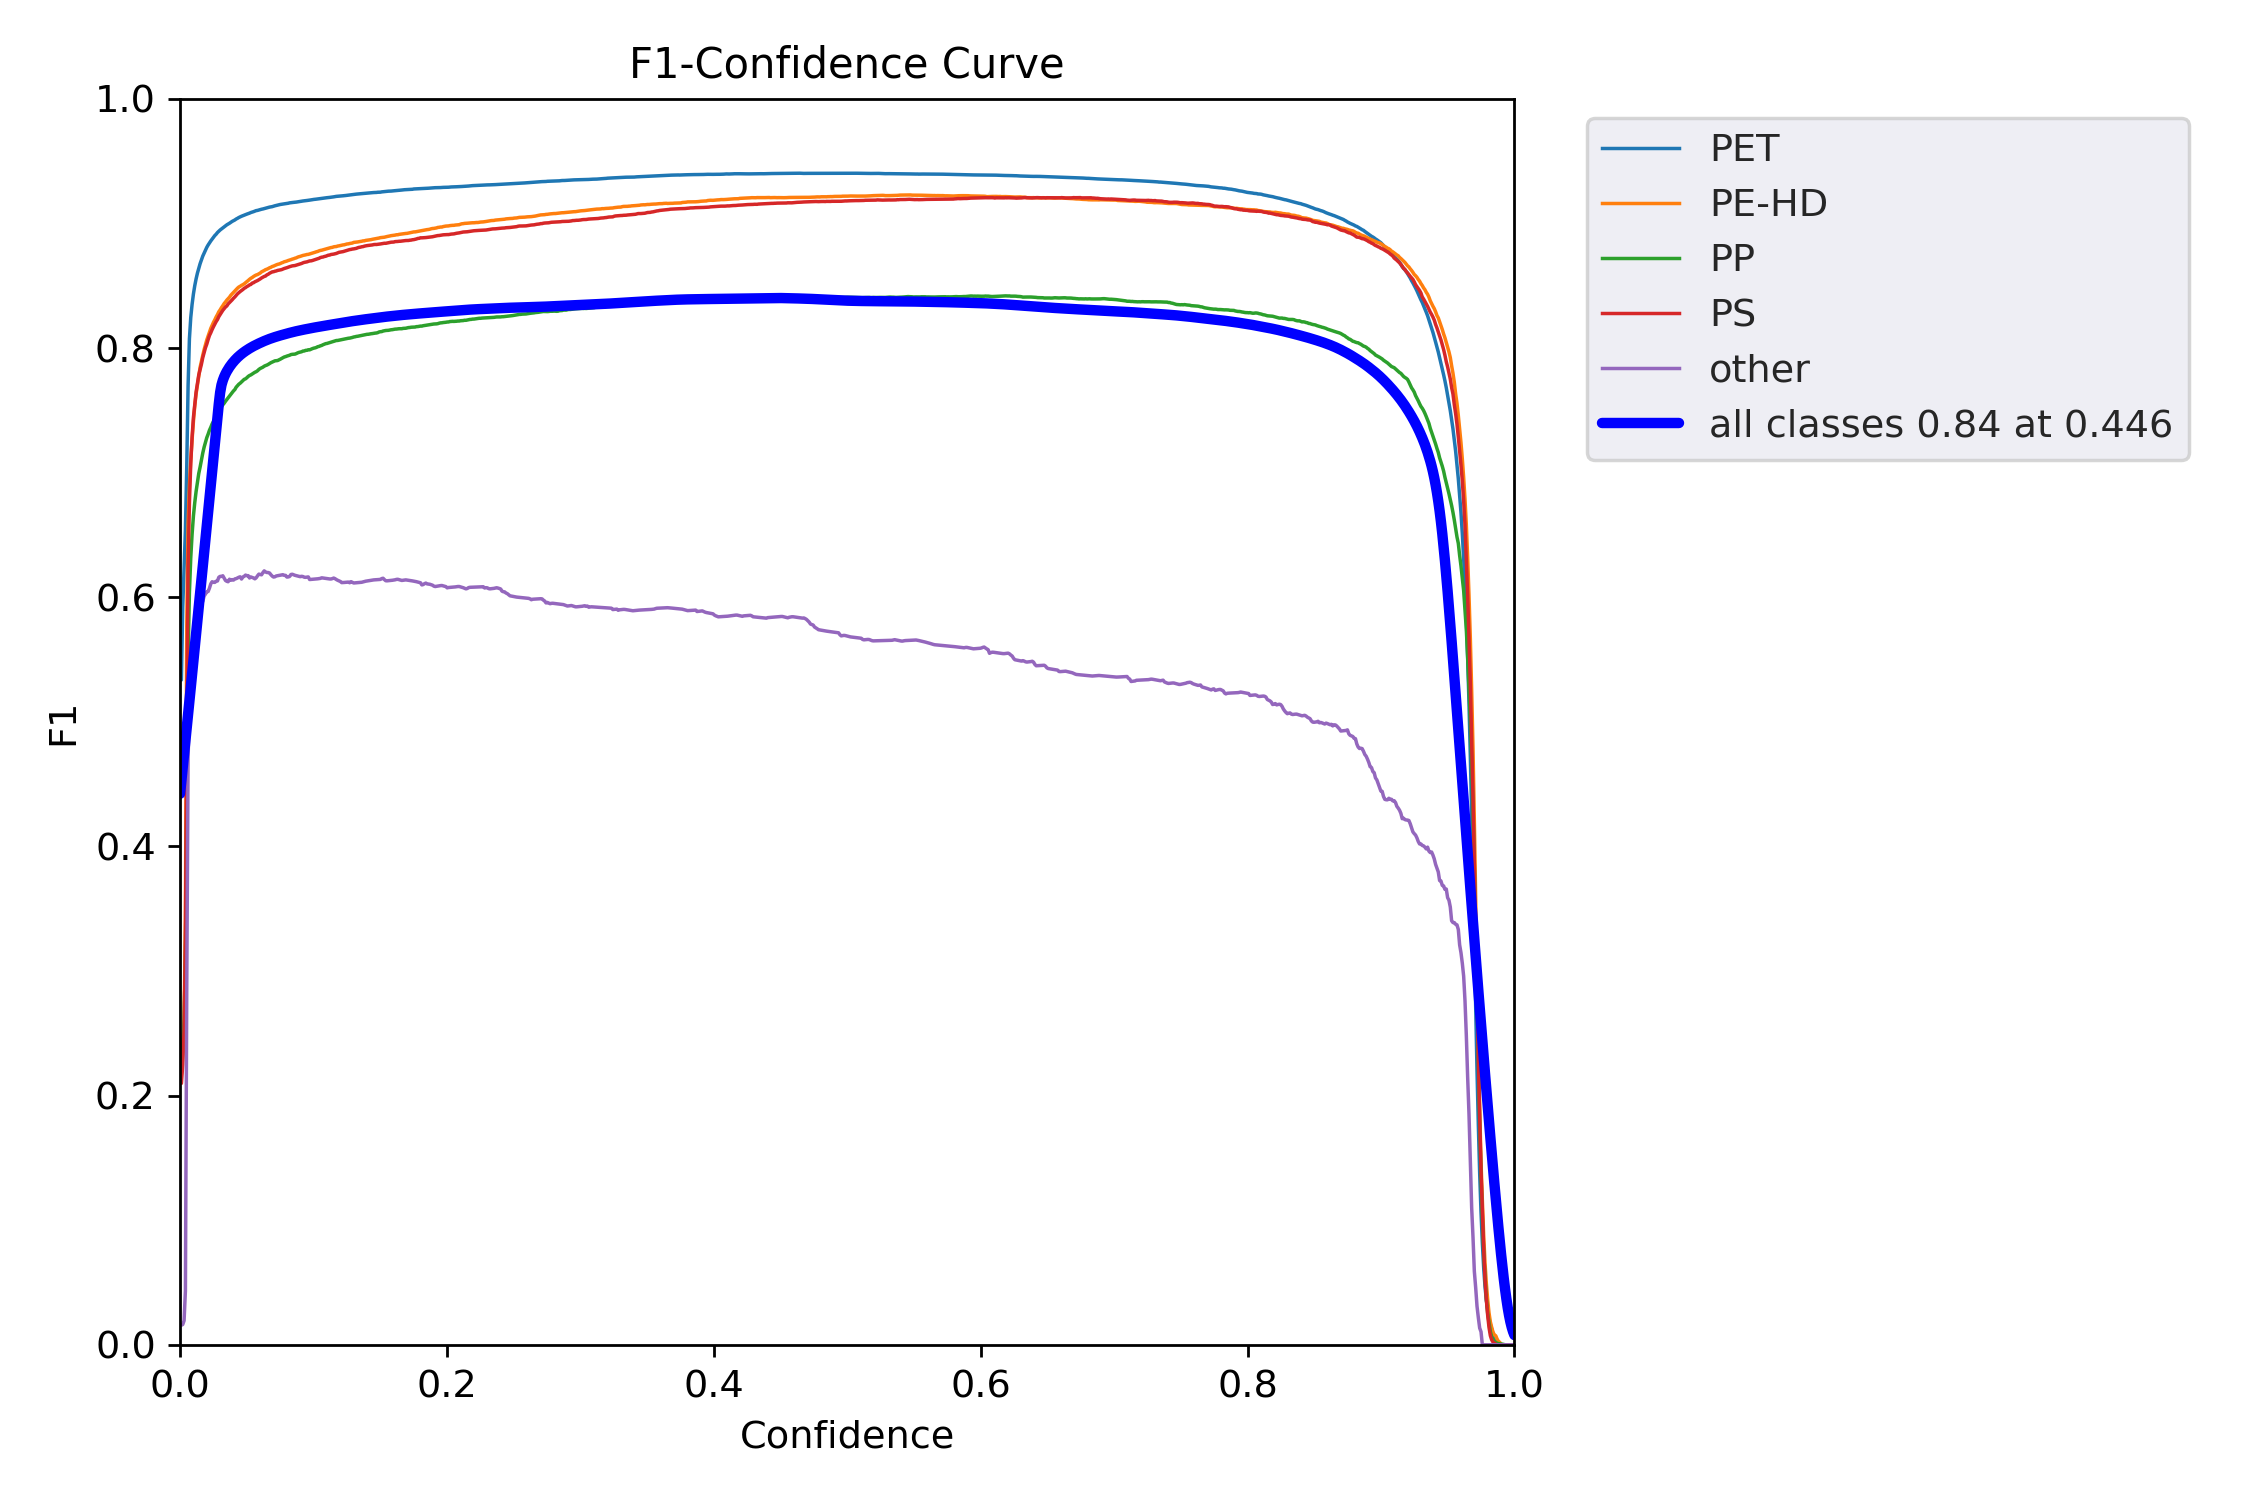 F1-Confidence Curve
1.0
0.8
0.6
0.4
0.2
0.0
F1
0.0 0.2 0.4 0.6 0.8 1.0
Confidence
PET
PE-HD
PP
PS
other
all classes 0.84 at 0.446